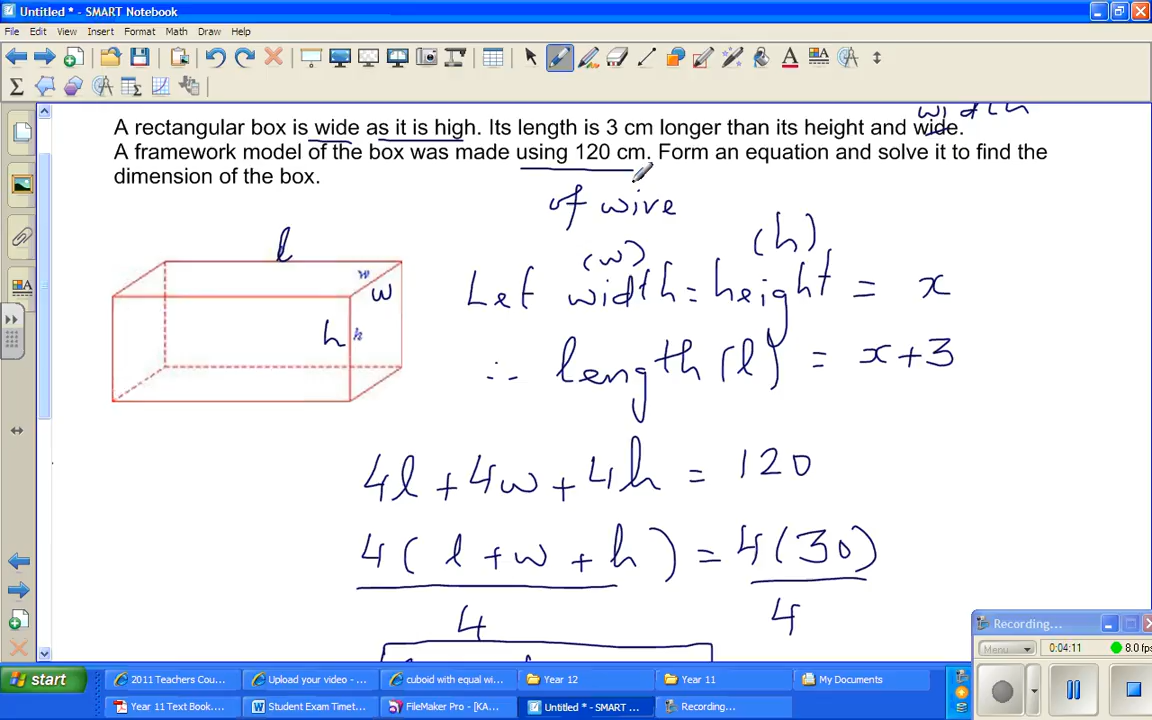 Untitled * - SMART Notebook
File Edit View Insert Format Math Draw Help
width
A rectangular box is wide as it is high. Its length is 3 cm longer than its height and wide.
A framework model of the box was made using 120 cm. Form an equation and solve it to find the
dimension of the box.
of wire
l
w
w
h
h
(w) (h)
Let width = height = x
∴ length (l) = x+3
4l + 4w + 4h = 120
4( l + w + h ) = 4(30)
4 4
Recording...
Menu 0:04:11 8.0 fps
start
2011 Teachers Cou... Upload your video - ... cuboid with equal wi... Year 12 Year 11 My Documents
Year 11 Text Book.... Student Exam Timet... FileMaker Pro - [KA... Untitled * - SMART ... Recording...